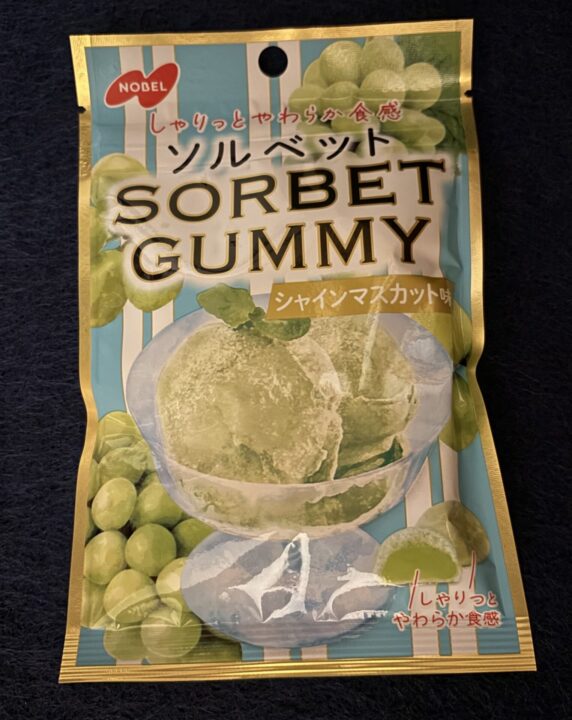 NOBEL
しゃりっとやわらか食感
ソルベット
SORBET
GUMMY
シャインマスカット味
しゃりっと
やわらか食感